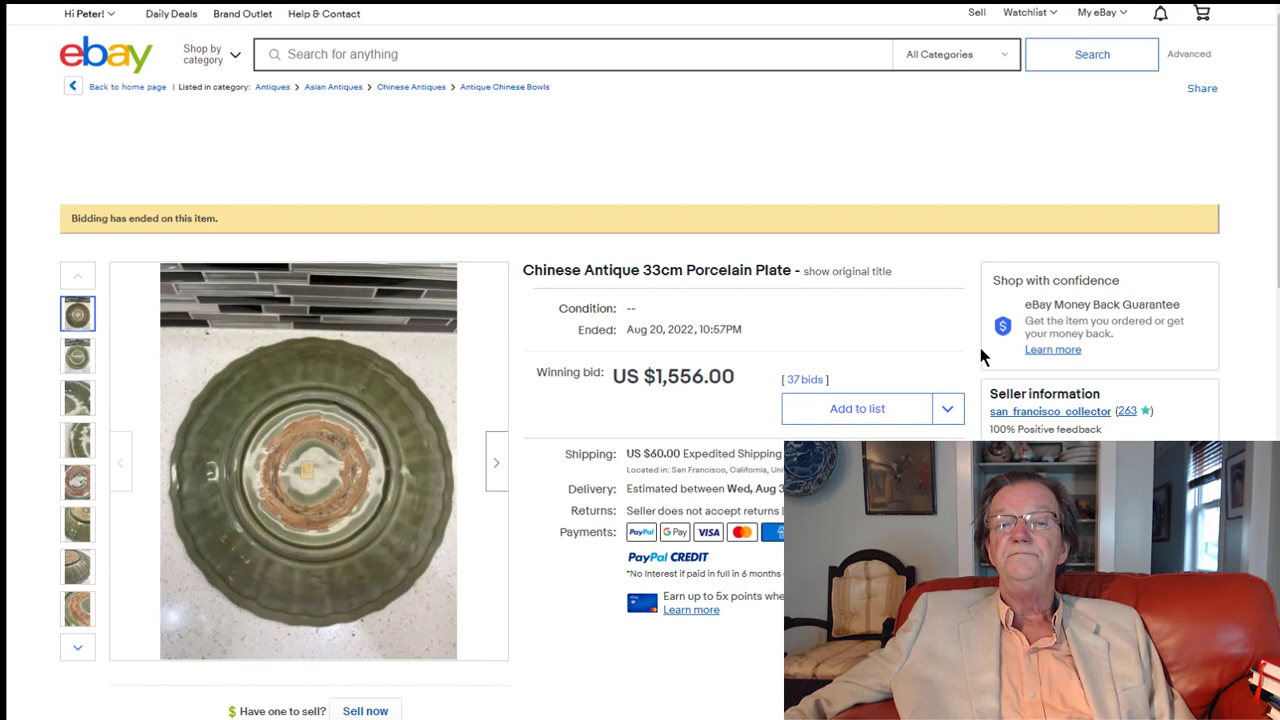 Hi Peter!
Daily Deals
Brand Outlet
Help & Contact
Sell
Watchlist
My eBay
ebay
Shop by
category
Search for anything
All Categories
Search
Advanced
Back to home page | Listed in category: Antiques > Asian Antiques > Chinese Antiques > Antique Chinese Bowls
Share
Bidding has ended on this item.
Chinese Antique 33cm Porcelain Plate - show original title
Condition: --
Ended: Aug 20, 2022, 10:57PM
Winning bid: US $1,556.00
[ 37 bids ]
Add to list
Shipping: US $60.00 Expedited Shipping
Located in: San Francisco, California,
Delivery: Estimated between Wed, Aug 3
Returns: Seller does not accept returns
Payments: PayPal G Pay VISA
PayPal CREDIT
*No Interest if paid in full in 6 months
Earn up to 5x points
Learn more
Shop with confidence
eBay Money Back Guarantee
Get the item you ordered or get
your money back.
Learn more
Seller information
san_francisco_collector (263)
100% Positive feedback
$ Have one to sell?
Sell now